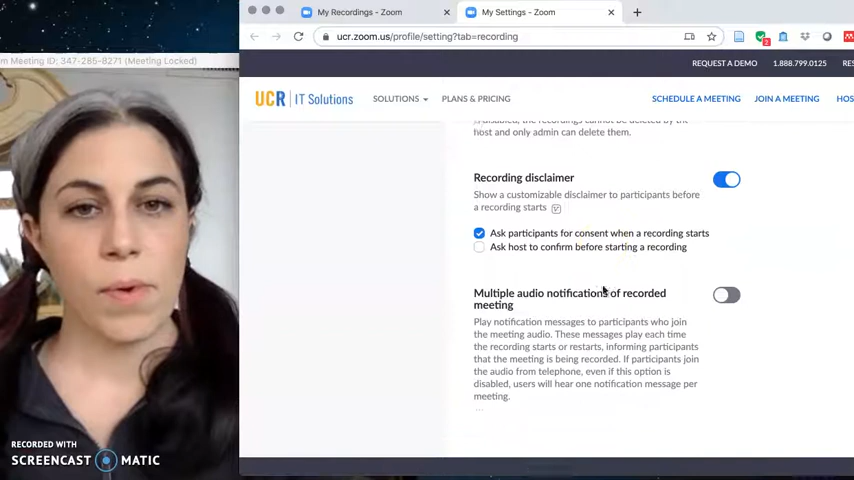 My Recordings - Zoom
My Settings - Zoom
ucr.zoom.us/profile/setting?tab=recording
m Meeting ID: 347-285-8271 (Meeting Locked)
REQUEST A DEMO 1.888.799.0125
UCR | IT Solutions SOLUTIONS PLANS & PRICING SCHEDULE A MEETING JOIN A MEETING
disabled, the recordings cannot be deleted by the
host and only admin can delete them.
Recording disclaimer
Show a customizable disclaimer to participants before
a recording starts
Ask participants for consent when a recording starts
Ask host to confirm before starting a recording
Multiple audio notifications of recorded
meeting
Play notification messages to participants who join
the meeting audio. These messages play each time
the recording starts or restarts, informing participants
that the meeting is being recorded. If participants join
the audio from telephone, even if this option is
disabled, users will hear one notification message per
meeting.
...
RECORDED WITH
SCREENCAST MATIC